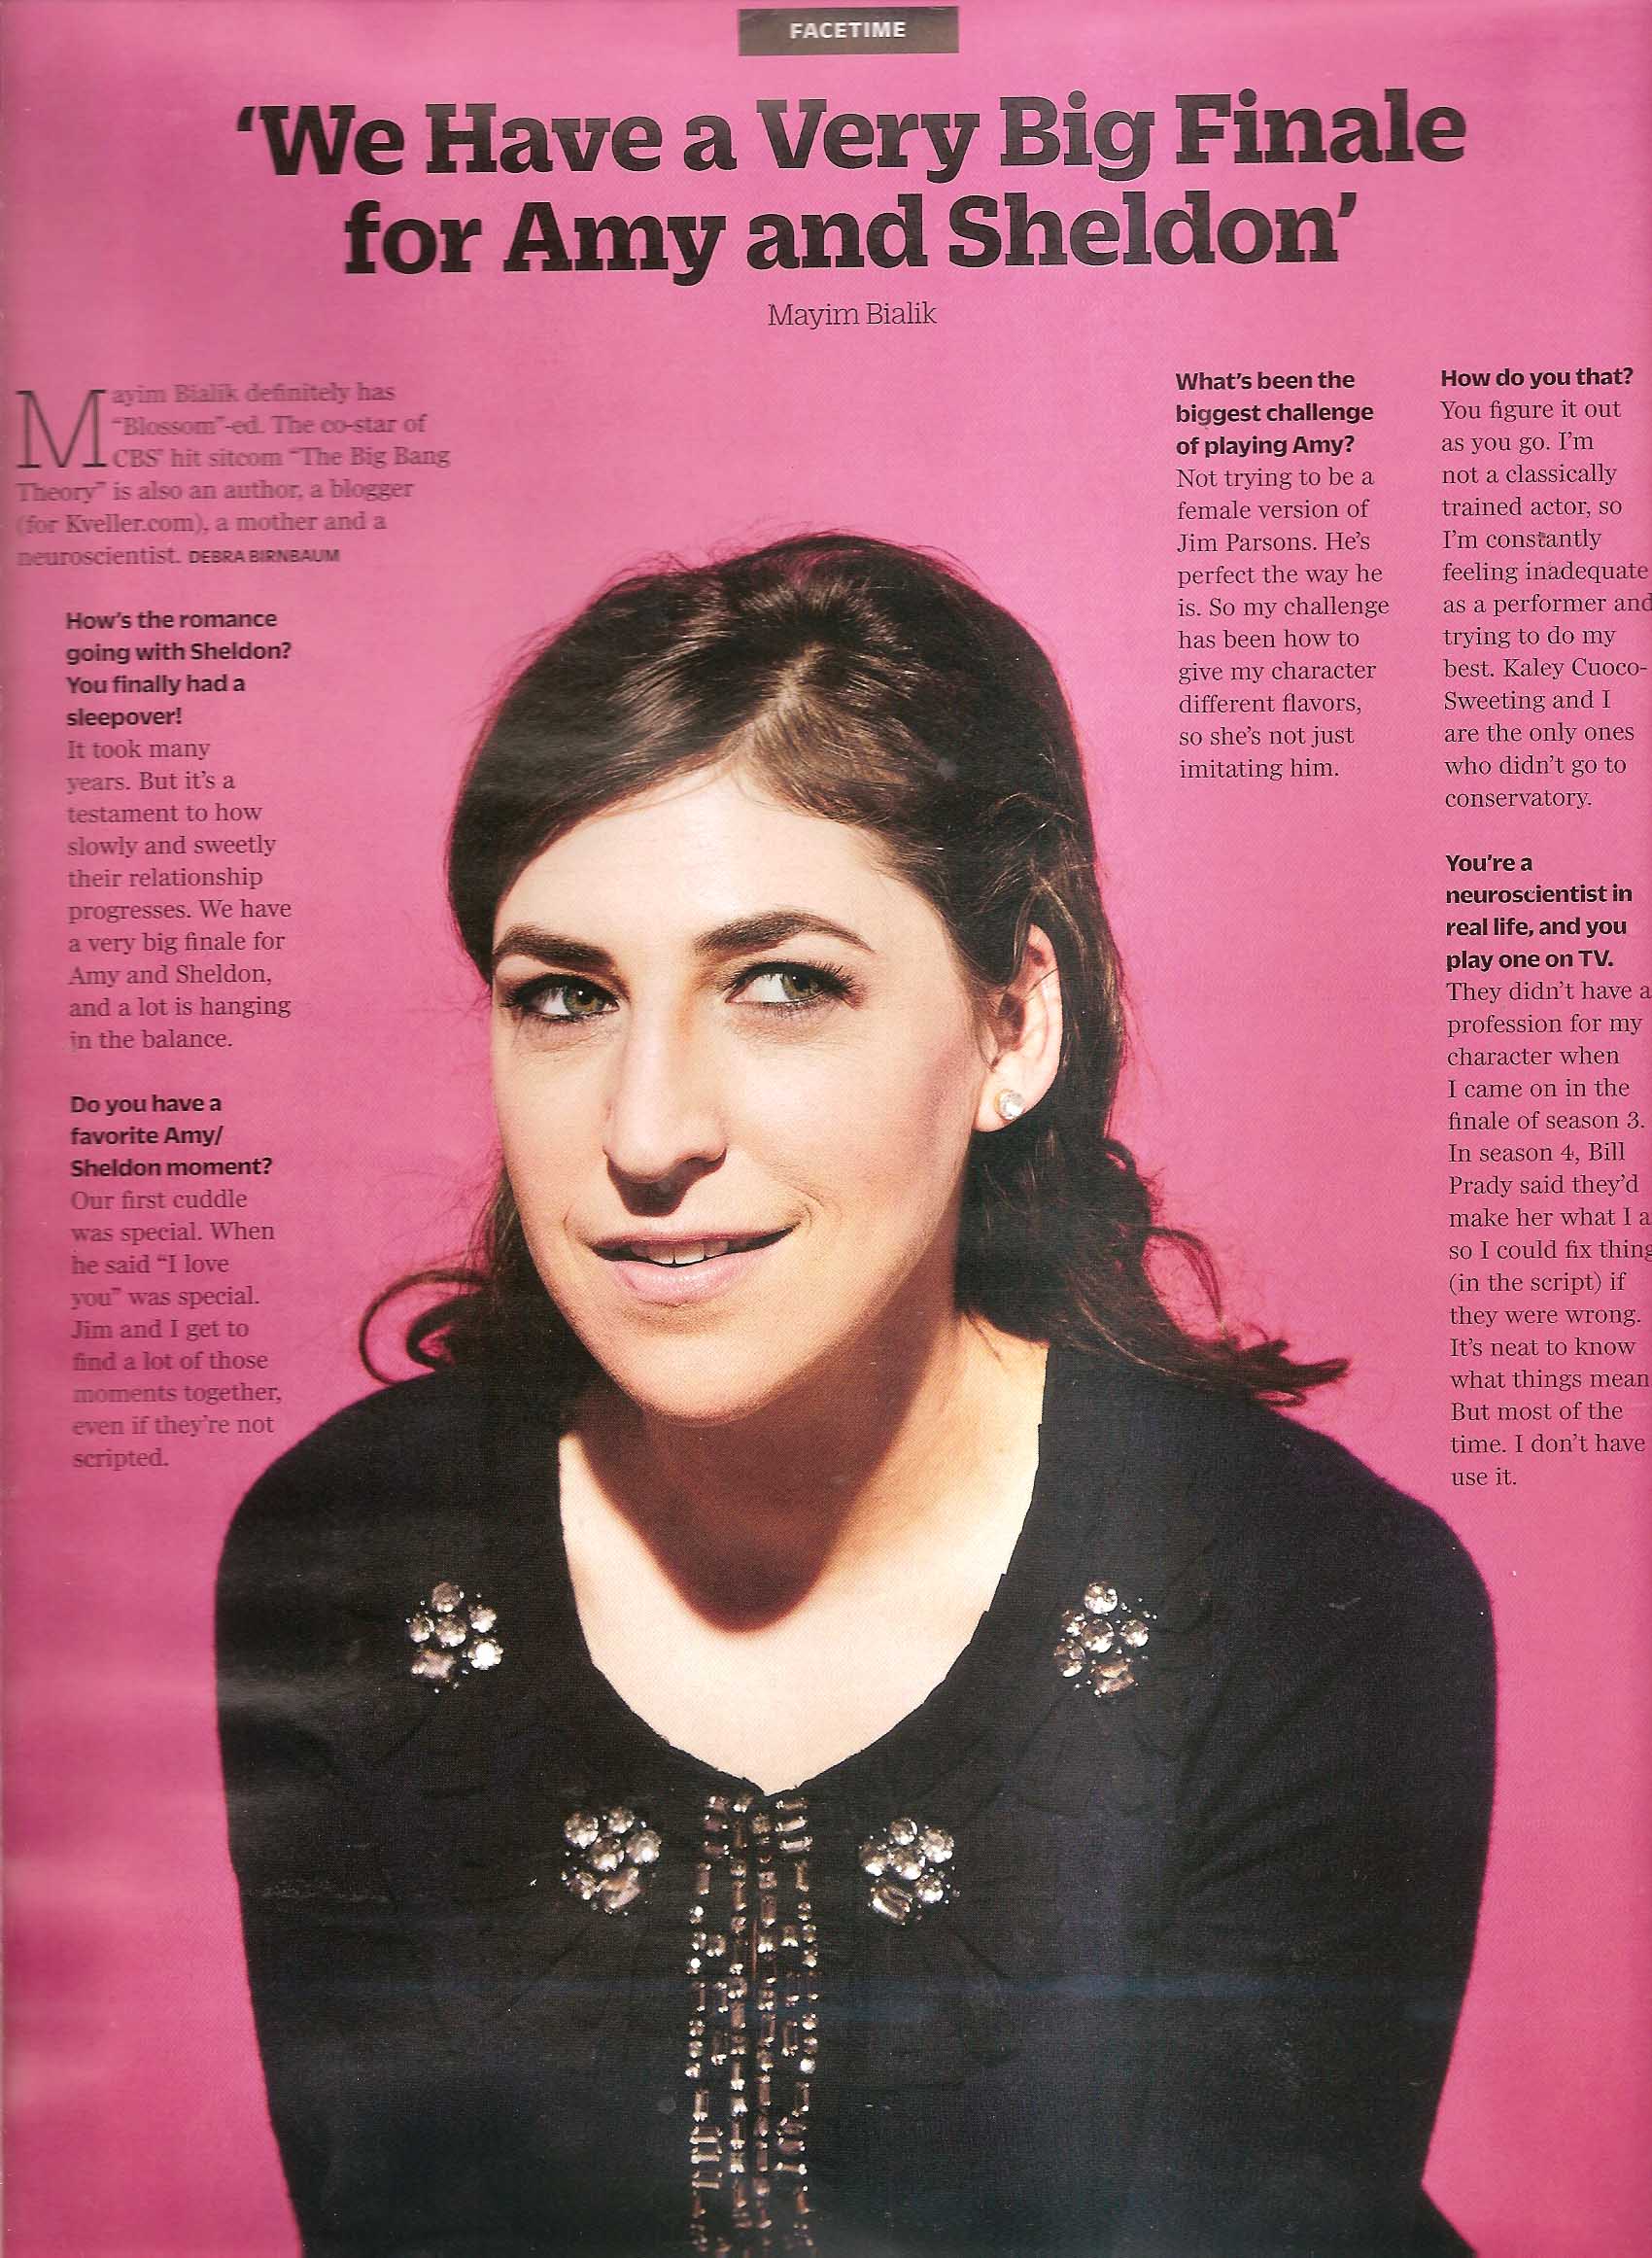 FACETIME
‘We Have a Very Big Finale
for Amy and Sheldon’
Mayim Bialik
Mayim Bialik definitely has
“Blossom”-ed. The co-star of
CBS’ hit sitcom “The Big Bang
Theory” is also an author, a blogger
(for Kveller.com), a mother and a
neuroscientist. DEBRA BIRNBAUM
How's the romance
going with Sheldon?
You finally had a
sleepover!
It took many
years. But it's a
testament to how
slowly and sweetly
their relationship
progresses. We have
a very big finale for
Amy and Sheldon,
and a lot is hanging
in the balance.
Do you have a
favorite Amy/
Sheldon moment?
Our first cuddle
was special. When
he said “I love
you” was special.
Jim and I get to
find a lot of those
moments together,
even if they're not
scripted.
What's been the
biggest challenge
of playing Amy?
Not trying to be a
female version of
Jim Parsons. He's
perfect the way he
is. So my challenge
has been how to
give my character
different flavors,
so she's not just
imitating him.
How do you that?
You figure it out
as you go. I'm
not a classically
trained actor, so
I'm constantly
feeling inadequate
as a performer and
trying to do my
best. Kaley Cuoco-
Sweeting and I
are the only ones
who didn't go to
conservatory.
You're a
neuroscientist in
real life, and you
play one on TV.
They didn't have a
profession for my
character when
I came on in the
finale of season 3.
In season 4, Bill
Prady said they'd
make her what I a
so I could fix thing
(in the script) if
they were wrong.
It's neat to know
what things mean
But most of the
time. I don't have
use it.